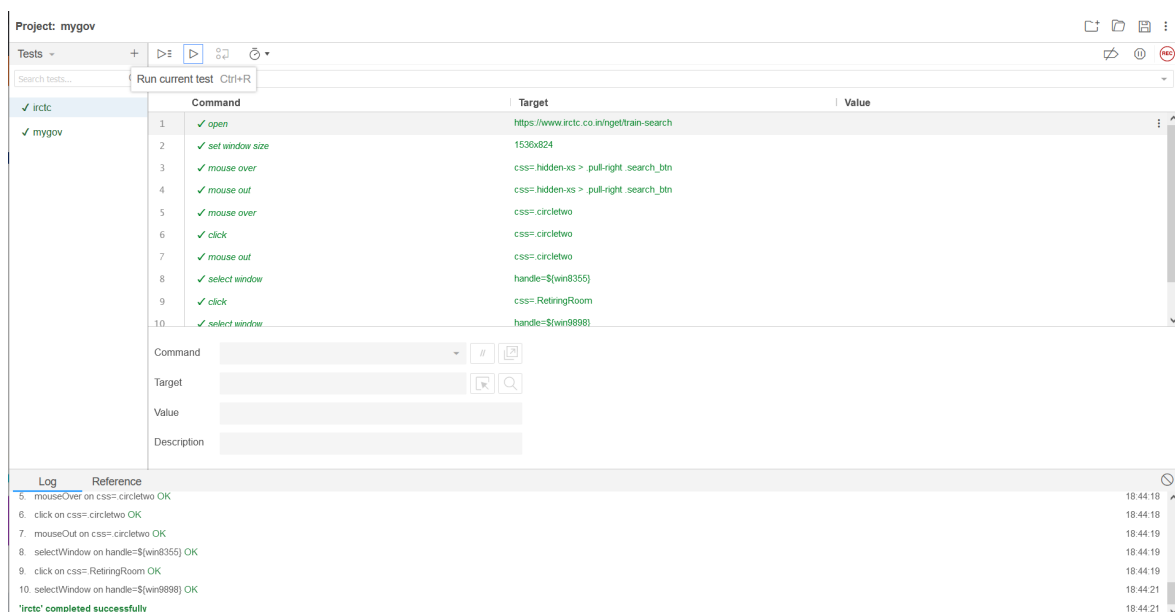 Project: mygov
Tests
Search tests...
Run current test Ctrl+R
REC
✓ irctc
✓ mygov
Command Target Value
1 ✓ open https://www.irctc.co.in/nget/train-search
2 ✓ set window size 1536x824
3 ✓ mouse over css=.hidden-xs > .pull-right .search_btn
4 ✓ mouse out css=.hidden-xs > .pull-right .search_btn
5 ✓ mouse over css=.circletwo
6 ✓ click css=.circletwo
7 ✓ mouse out css=.circletwo
8 ✓ select window handle=${win8355}
9 ✓ click css=.RetiringRoom
10 ✓ select window handle=${win9898}
Command //
Target
Value
Description
Log Reference
5. mouseOver on css=.circletwo OK 18:44:18
6. click on css=.circletwo OK 18:44:18
7. mouseOut on css=.circletwo OK 18:44:19
8. selectWindow on handle=${win8355} OK 18:44:19
9. click on css=.RetiringRoom OK 18:44:19
10. selectWindow on handle=${win9898} OK 18:44:21
'irctc' completed successfully 18:44:21